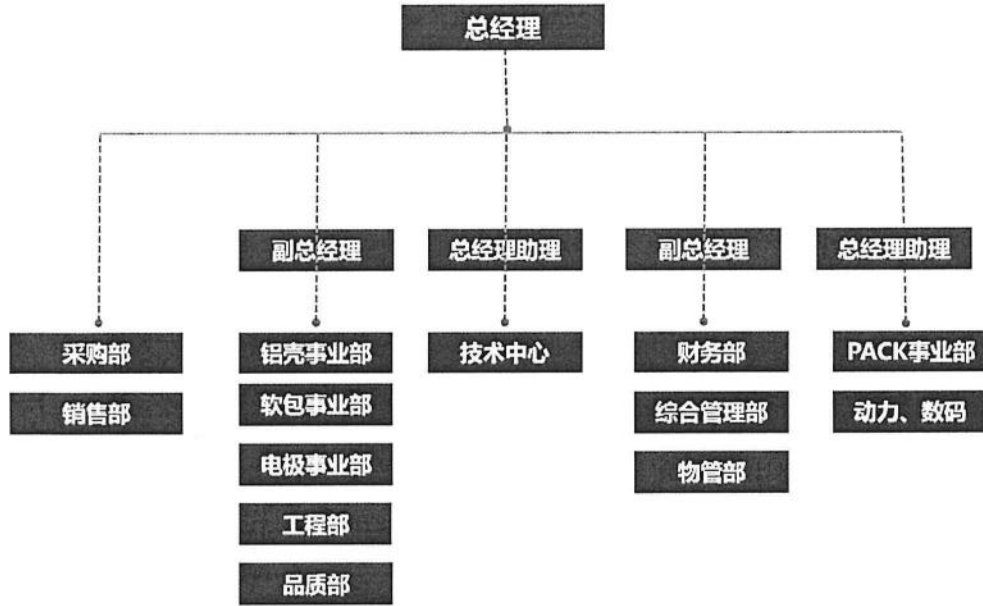 总经理
副总经理
总经理助理
副总经理
总经理助理
采购部
铝壳事业部
技术中心
财务部
PACK事业部
销售部
软包事业部
综合管理部
动力、数码
电极事业部
物管部
工程部
品质部